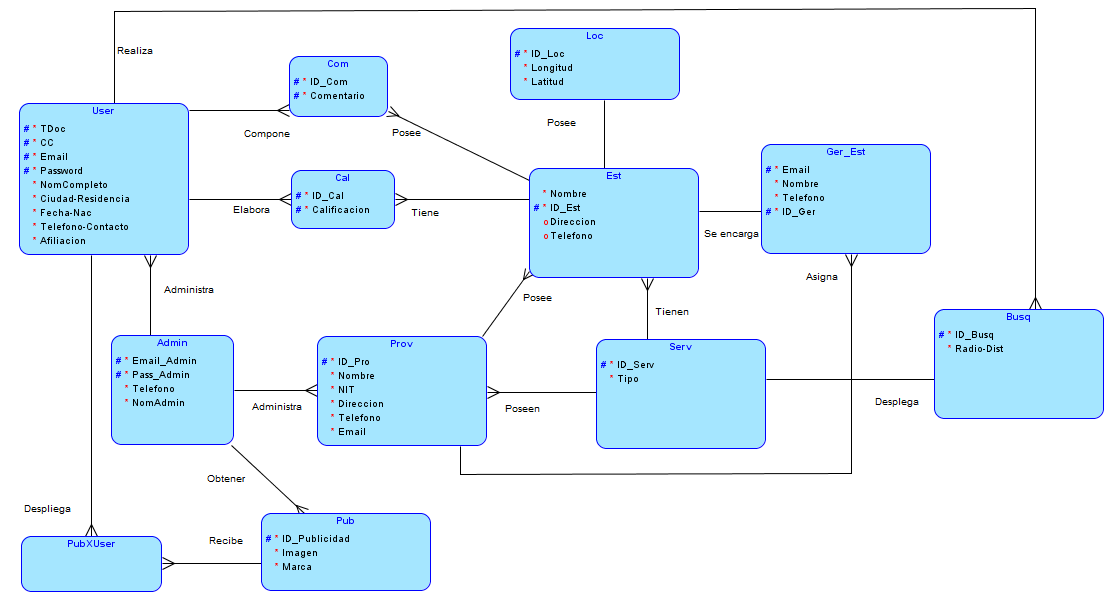 Realiza
Loc
# * ID_Loc
* Longitud
* Latitud
Com
# * ID_Com
# * Comentario
User
# * TDoc
# * CC
# * Email
# * Password
* NomCompleto
* Ciudad-Residencia
* Fecha-Nac
* Telefono-Contacto
* Afiliacion
Compone
Posee
Posee
Cal
# * ID_Cal
# * Calificacion
Elabora
Tiene
Est
* Nombre
# * ID_Est
o Direccion
o Telefono
Ger_Est
# * Email
* Nombre
* Telefono
# * ID_Ger
Se encarga
Asigna
Administra
Posee
Tienen
Busq
# * ID_Busq
* Radio-Dist
Admin
# * Email_Admin
# * Pass_Admin
* Telefono
* NomAdmin
Administra
Prov
# * ID_Pro
* Nombre
* NIT
* Direccion
* Telefono
* Email
Poseen
Serv
# * ID_Serv
* Tipo
Desplega
Obtener
Despliega
PubXUser
Recibe
Pub
# * ID_Publicidad
* Imagen
* Marca